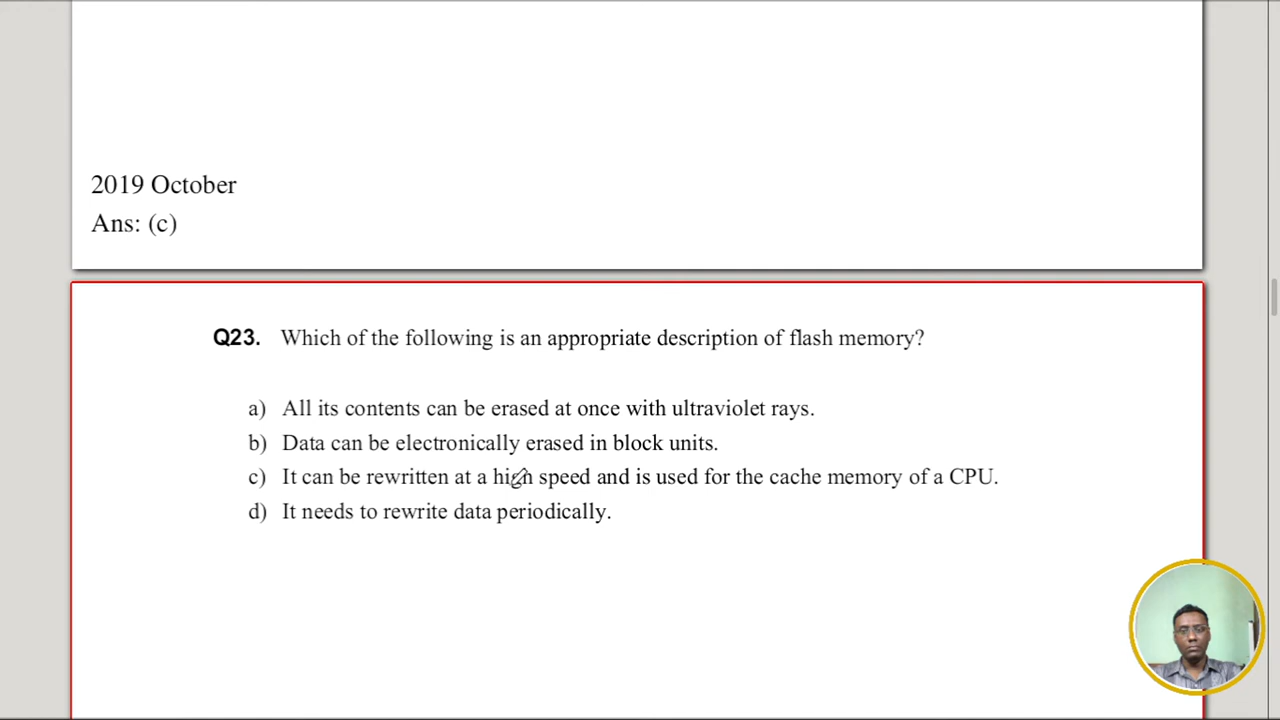 2019 October
Ans: (c)
Q23. Which of the following is an appropriate description of flash memory?
a) All its contents can be erased at once with ultraviolet rays.
b) Data can be electronically erased in block units.
c) It can be rewritten at a high speed and is used for the cache memory of a CPU.
d) It needs to rewrite data periodically.